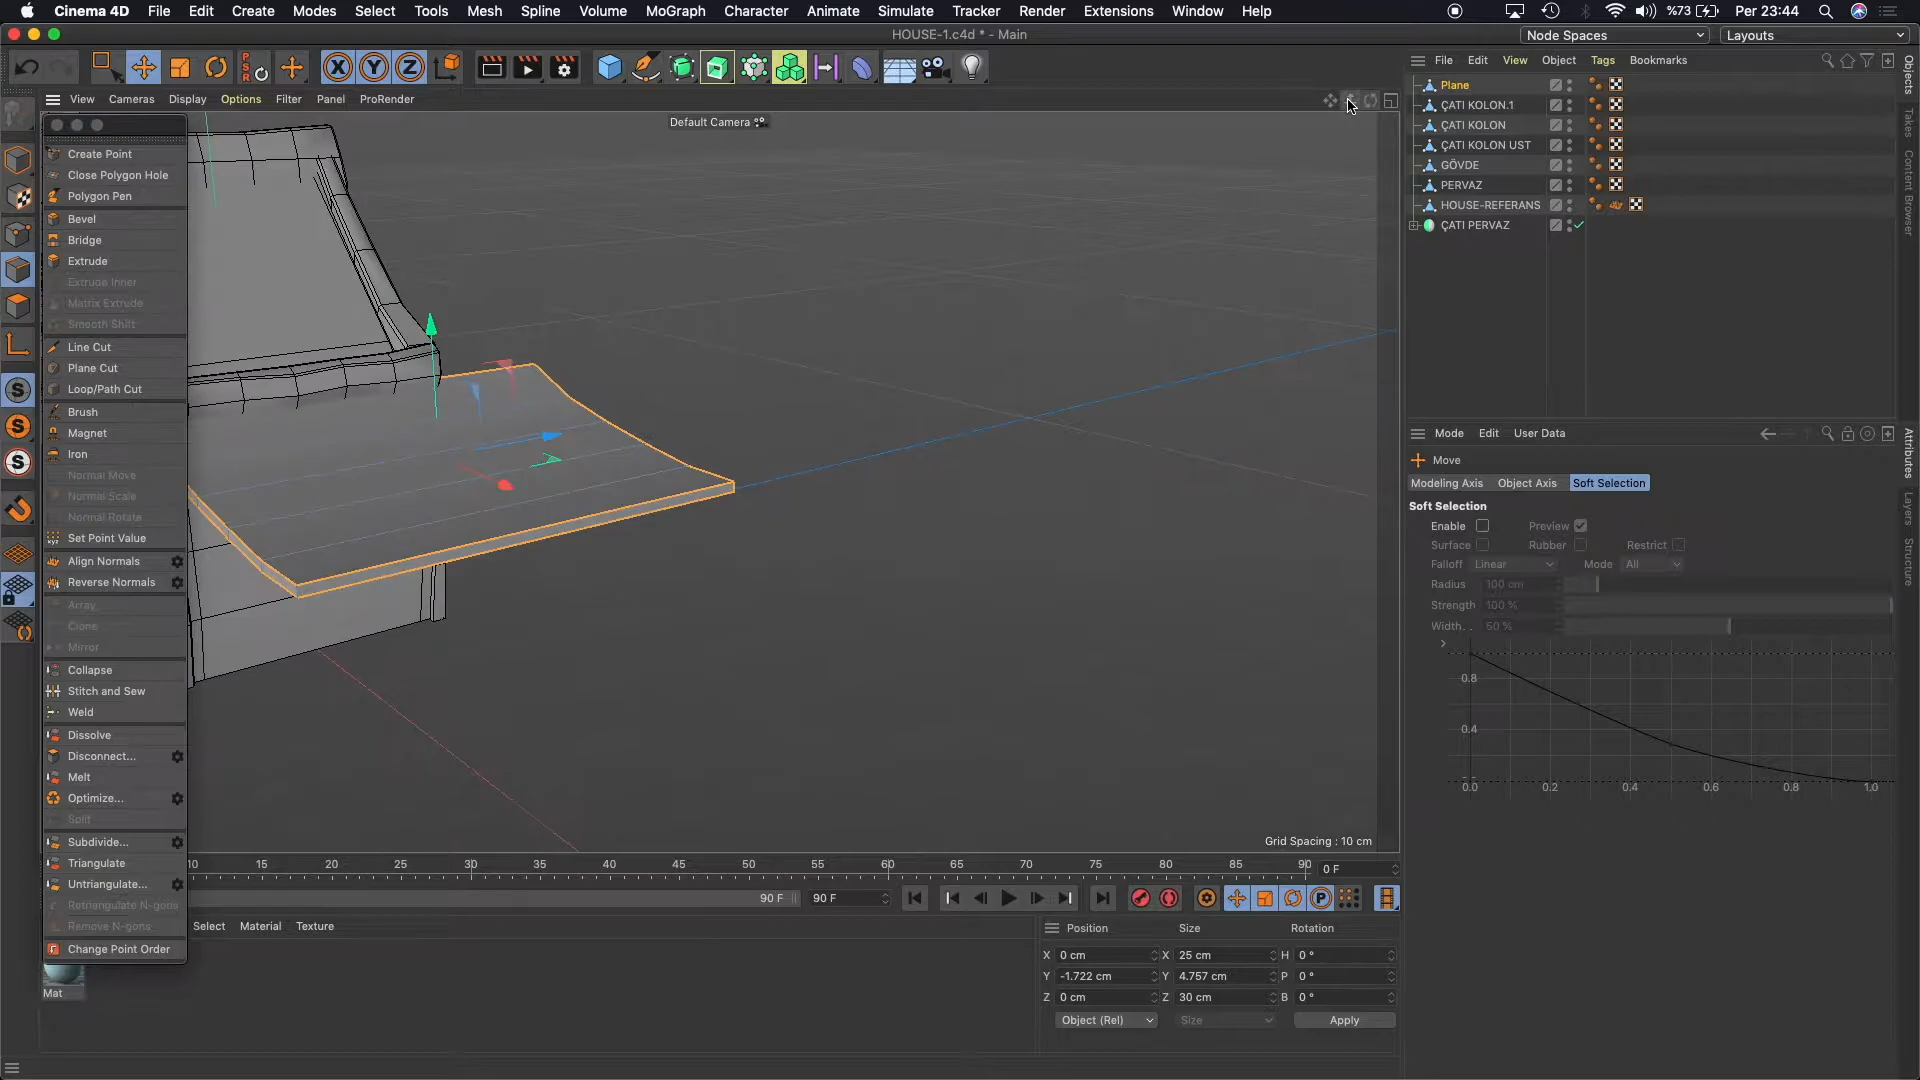 Cinema 4D File Edit Create Modes Select Tools Mesh Spline Volume MoGraph Character Animate Simulate Tracker Render Extensions Window Help %73 Per 23:44
HOUSE-1.c4d * - Main
Node Spaces Layouts
PSR
X Y Z
File Edit View Object Tags Bookmarks
View Cameras Display Options Filter Panel ProRender
Default Camera
Plane
ÇATI KOLON.1
ÇATI KOLON
ÇATI KOLON UST
GÖVDE
PERVAZ
HOUSE-REFERANS
ÇATI PERVAZ
Objects
Takes
Content Browser
Create Point
Close Polygon Hole
Polygon Pen
Bevel
Bridge
Extrude
Extrude Inner
Matrix Extrude
Smooth Shift
Line Cut
Plane Cut
Loop/Path Cut
Brush
Magnet
Iron
Normal Move
Normal Scale
Normal Rotate
Set Point Value
Align Normals
Reverse Normals
Array
Clone
Mirror
Collapse
Stitch and Sew
Weld
Dissolve
Disconnect...
Melt
Optimize...
Split
Subdivide...
Triangulate
Untriangulate...
Retriangulate N-gons
Remove N-gons
Change Point Order
S
S
S
Mode Edit User Data
Move
Modeling Axis Object Axis Soft Selection
Soft Selection
Enable Preview
Surface Rubber Restrict
Falloff Linear Mode All
Radius 100 cm
Strength 100 %
Width.. 50 %
0.8
0.4
0.0 0.2 0.4 0.6 0.8 1.0
Attributes
Layers
Structure
Grid Spacing : 10 cm
10 15 20 25 30 35 40 45 50 55 60 65 70 75 80 85 90 0 F
90 F 90 F
P
Select Material Texture
Mat
Position Size Rotation
X 0 cm X 25 cm H 0 °
Y -1.722 cm Y 4.757 cm P 0 °
Z 0 cm Z 30 cm B 0 °
Object (Rel) Size Apply